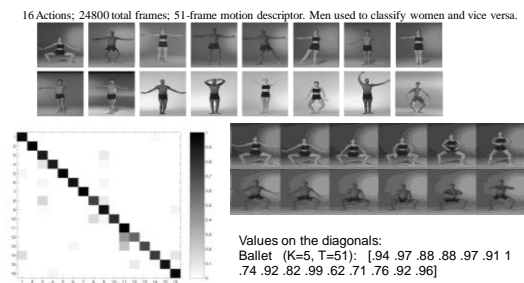 16 Actions; 24800 total frames; 51-frame motion descriptor. Men used to classify women and vice versa.
Values on the diagonals:
Ballet (K=5, T=51): [.94 .97 .88 .88 .97 .91 1
.74 .92 .82 .99 .62 .71 .76 .92 .96]